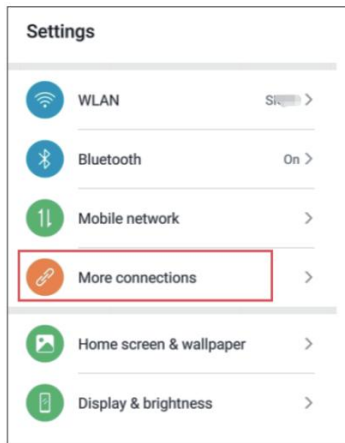 Settings
WLAN
Bluetooth On
Mobile network
More connections
Home screen & wallpaper
Display & brightness